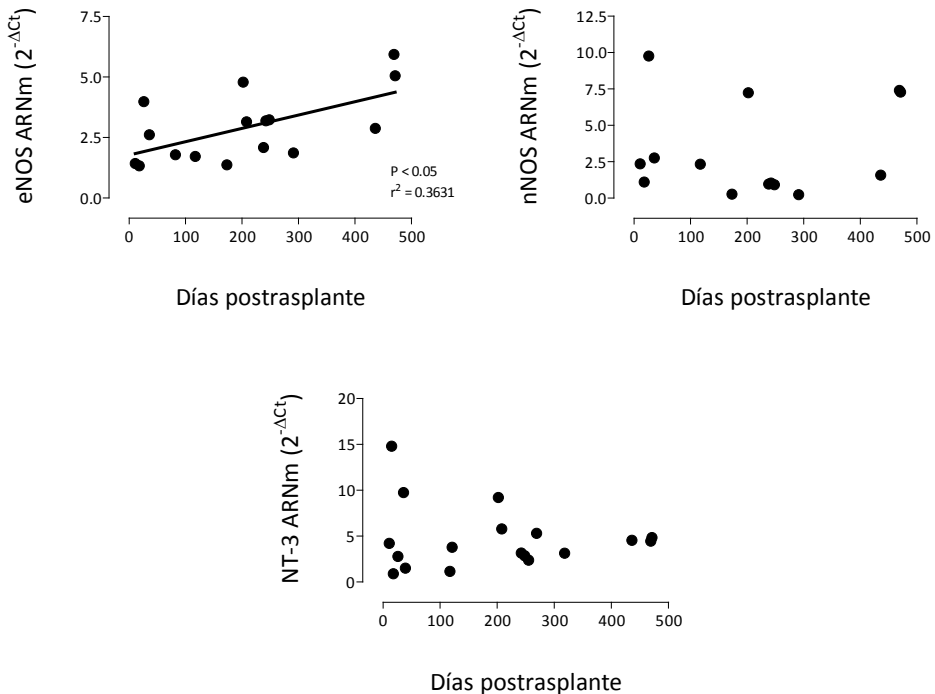 eNOS ARNm (2^-ΔCt)
7.5
5.0
2.5
0.0
0 100 200 300 400 500
P < 0.05
r² = 0.3631
Días postrasplante
nNOS ARNm (2^-ΔCt)
12.5
10.0
7.5
5.0
2.5
0.0
0 100 200 300 400 500
Días postrasplante
NT-3 ARNm (2^-ΔCt)
20
15
10
5
0
0 100 200 300 400 500
Días postrasplante